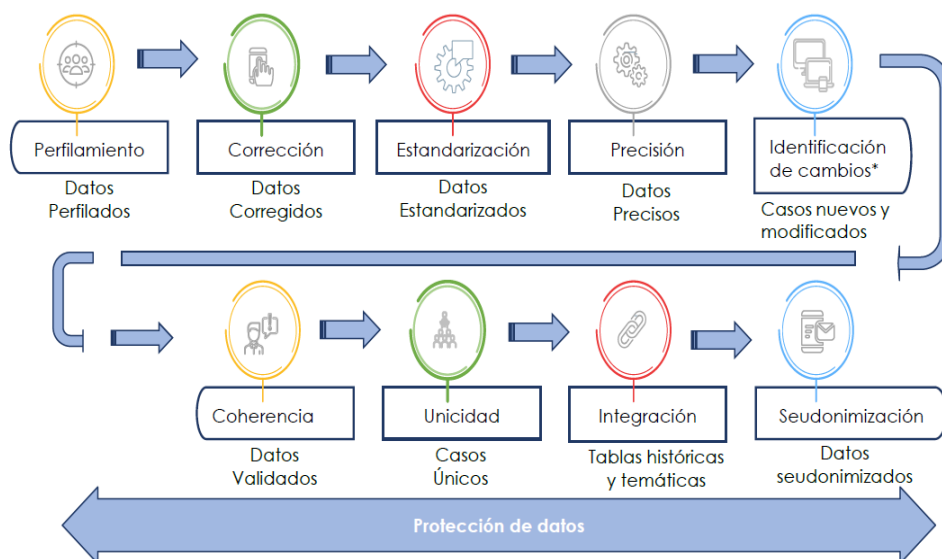 Perfilamiento
Corrección
Estandarización
Precisión
Identificación
de cambios*
Datos
Perfilados
Datos
Corregidos
Datos
Estandarizados
Datos
Precisos
Casos nuevos y
modificados
Coherencia
Unicidad
Integración
Seudonimización
Datos
Validados
Casos
Únicos
Tablas históricas
y temáticas
Datos
seudonimizados
Protección de datos